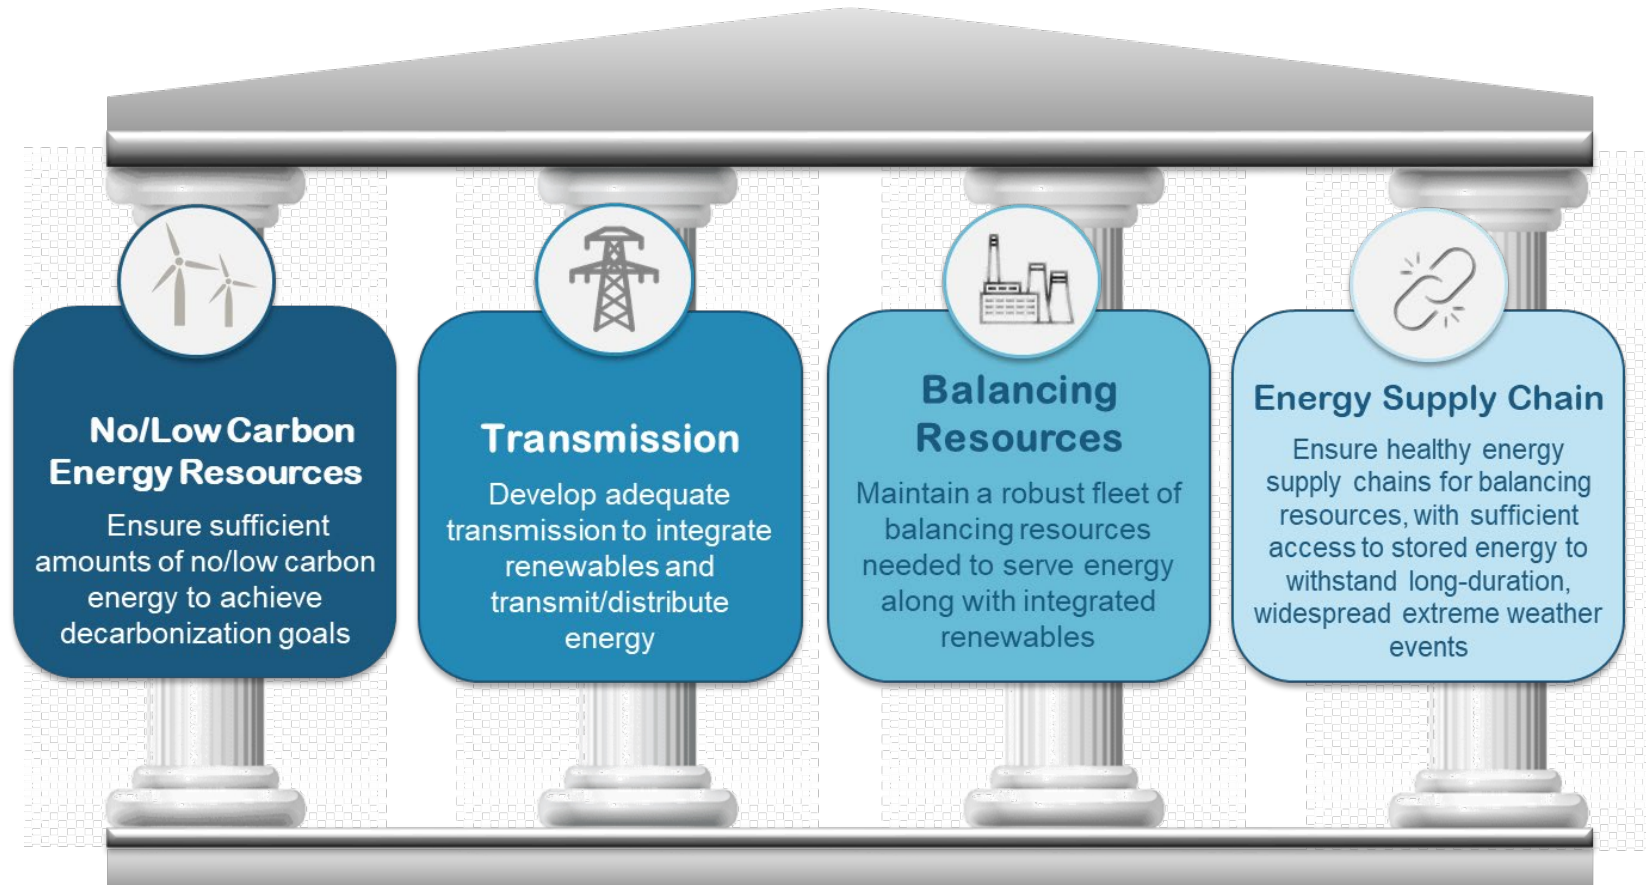 No/Low Carbon
Energy Resources
Ensure sufficient
amounts of no/low carbon
energy to achieve
decarbonization goals
Transmission
Develop adequate
transmission to integrate
renewables and
transmit/distribute
energy
Balancing
Resources
Maintain a robust fleet of
balancing resources
needed to serve energy
along with integrated
renewables
Energy Supply Chain
Ensure healthy energy
supply chains for balancing
resources, with sufficient
access to stored energy to
withstand long-duration,
widespread extreme weather
events